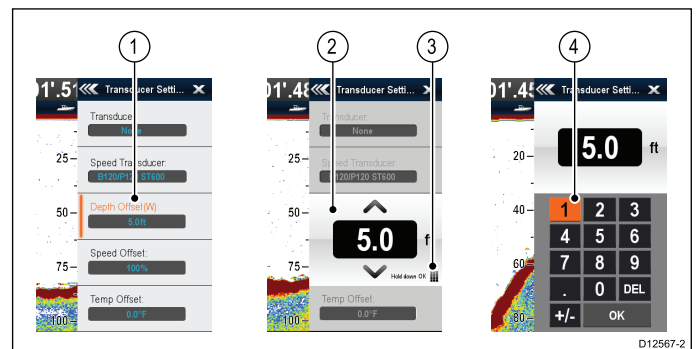 1 2 3 4
01'.51 Transducer Setti... X
Transducer:
None
Speed Transducer:
B120/P120 ST600
Depth Offset(W):
5.0ft
Speed Offset:
100%
Temp Offset:
0.0°F
25
50
75
100
01'.48 Transducer Setti... X
Transducer:
None
Speed Transducer:
B120/P120 ST600
5.0 f
Hold down OK
Temp Offset:
0.0°F
25
50
75
100
01'.45 Transducer Setti... X
5.0 ft
1 2 3
4 5 6
7 8 9
. 0 DEL
+/- OK
20
40
60
80
D12567-2